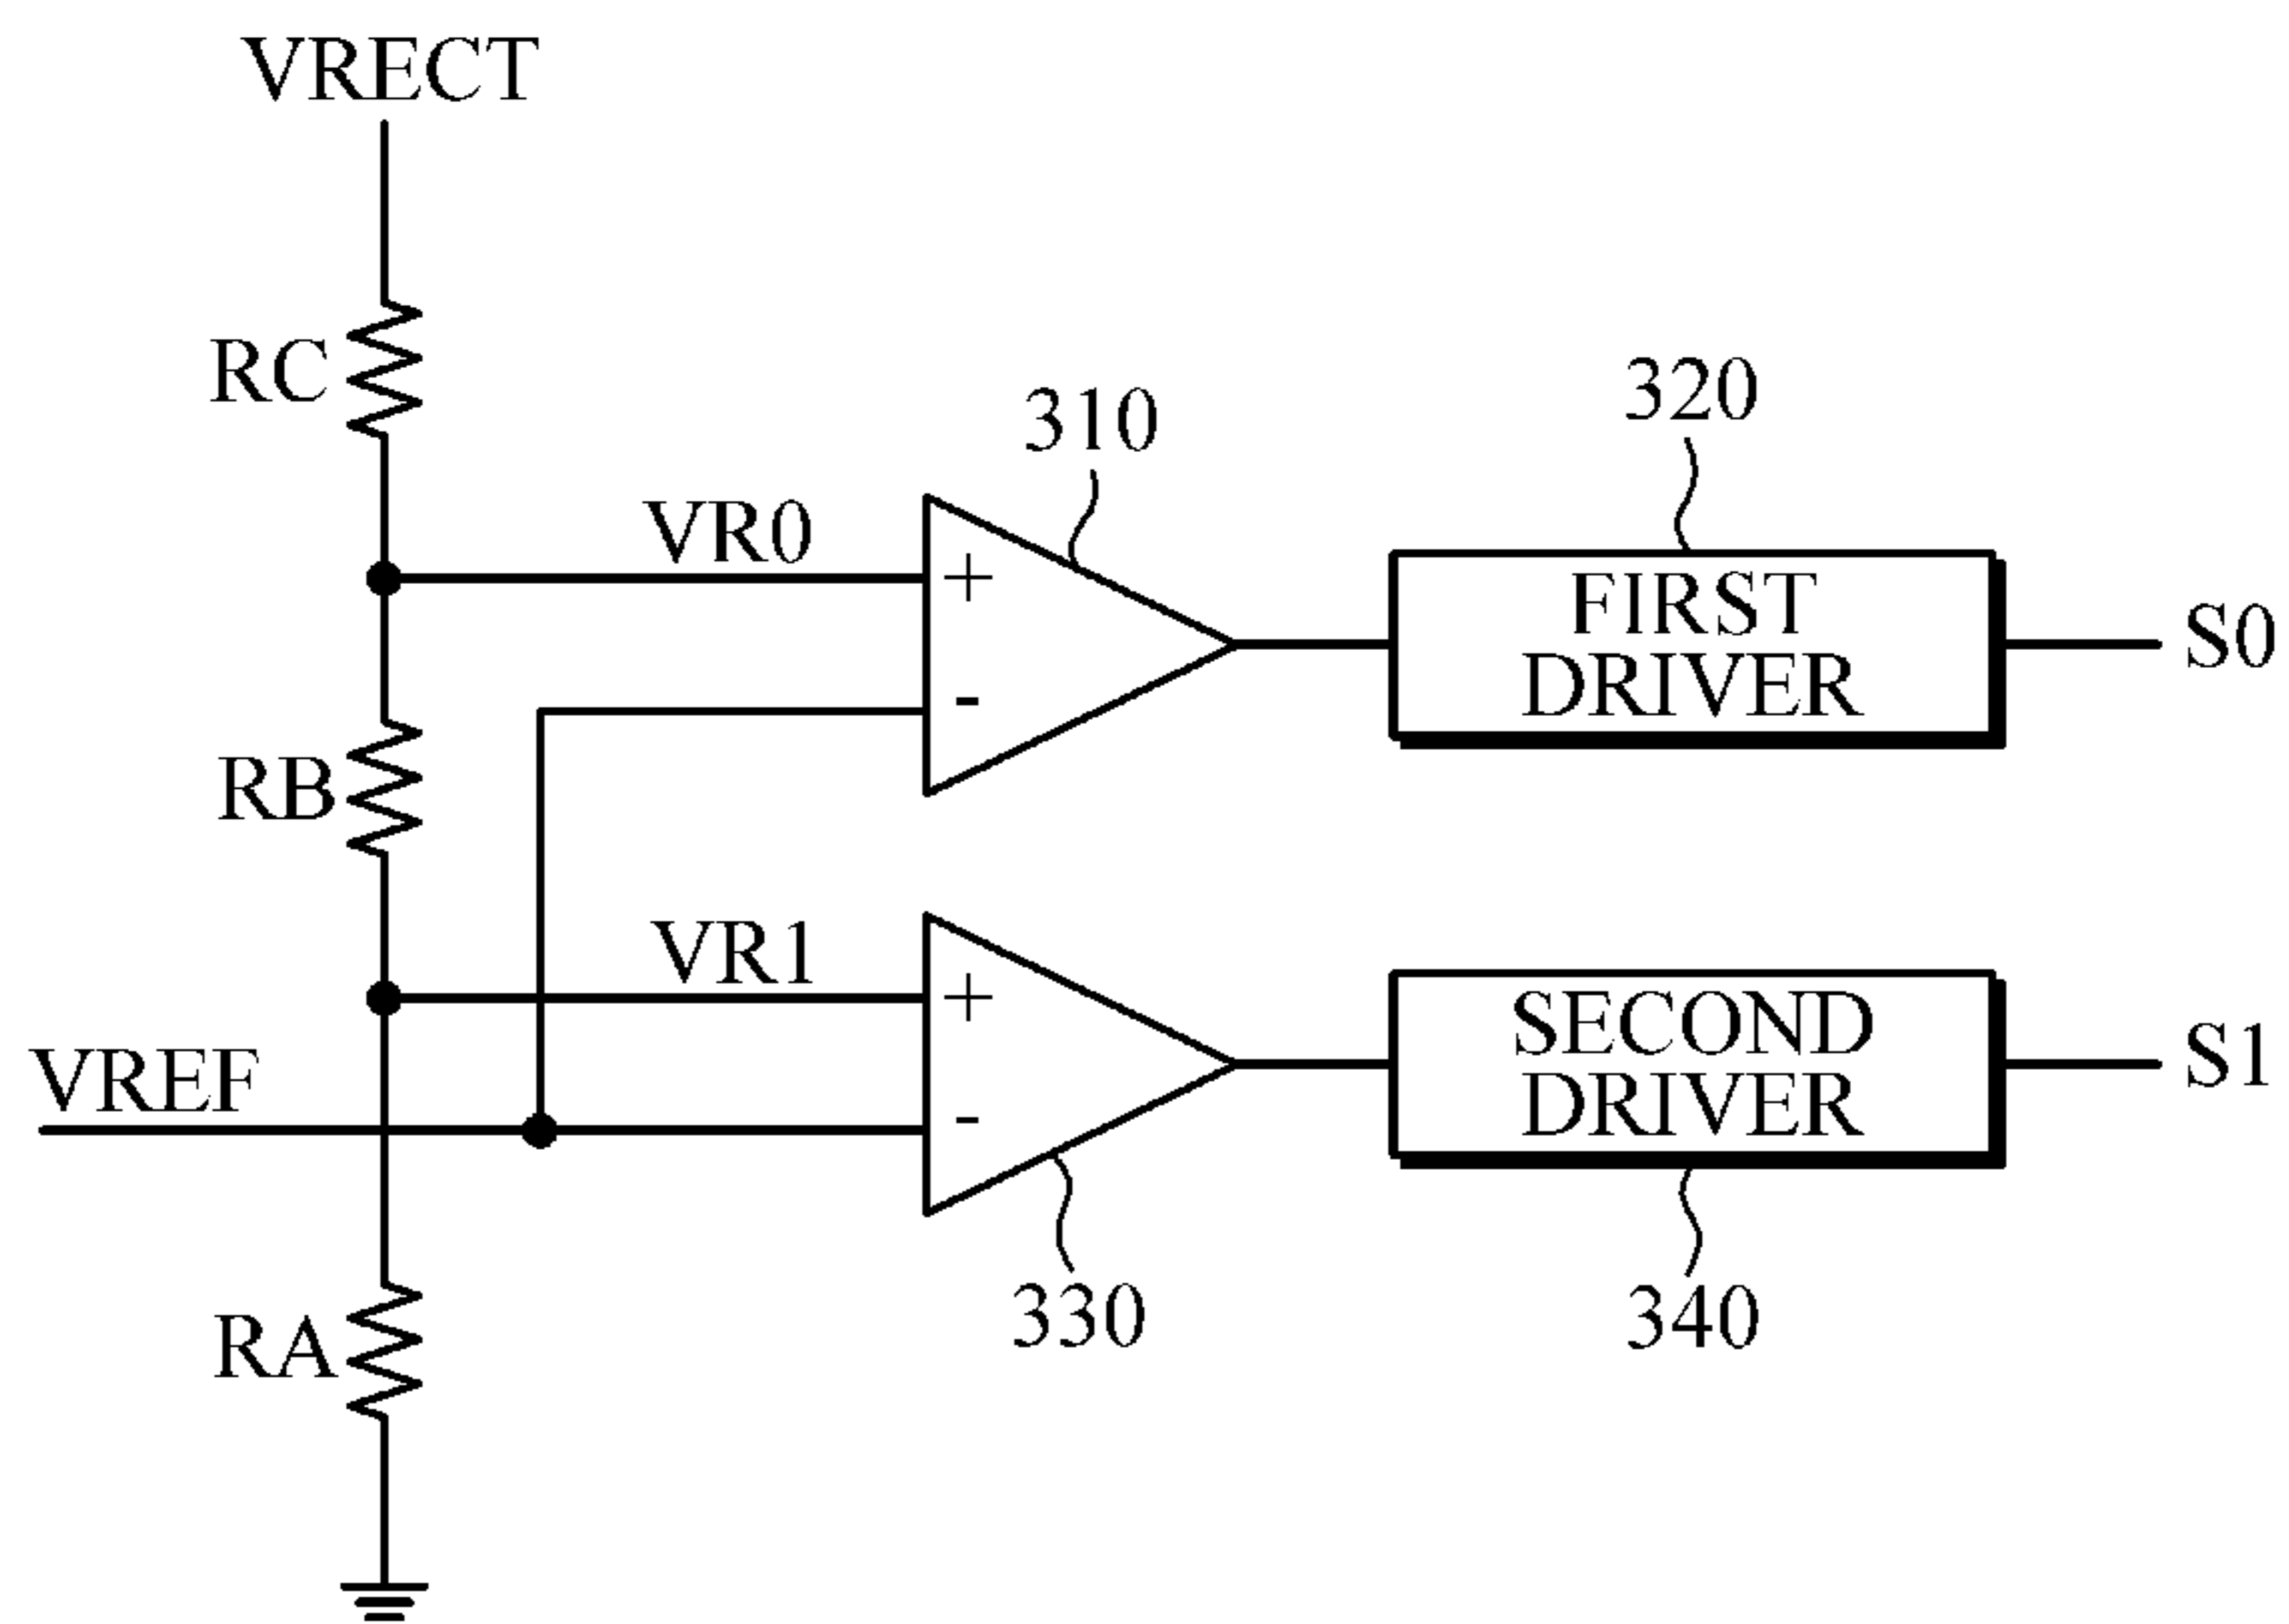 VRECT
RC
310
320
VR0
+
-
FIRST
DRIVER
S0
RB
VR1
+
-
SECOND
DRIVER
S1
VREF
330
340
RA